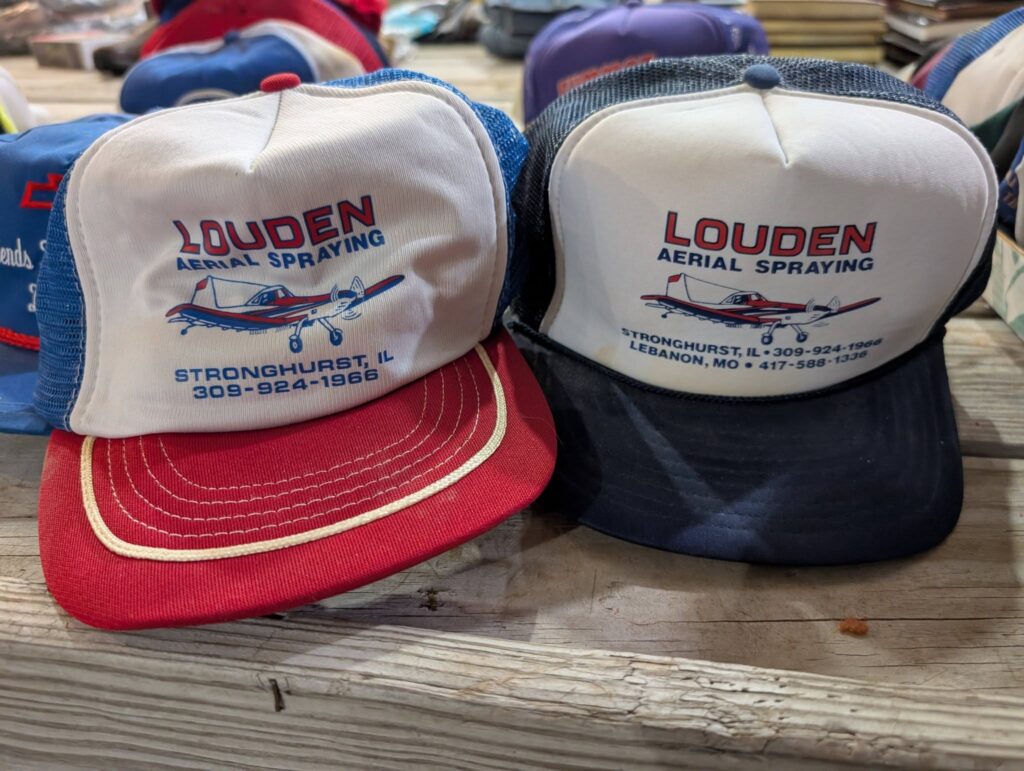 LOUDEN
AERIAL SPRAYING
STRONGHURST, IL
309-924-1966
LOUDEN
AERIAL SPRAYING
STRONGHURST, IL • 309-924-1966
LEBANON, MO • 417-588-1336